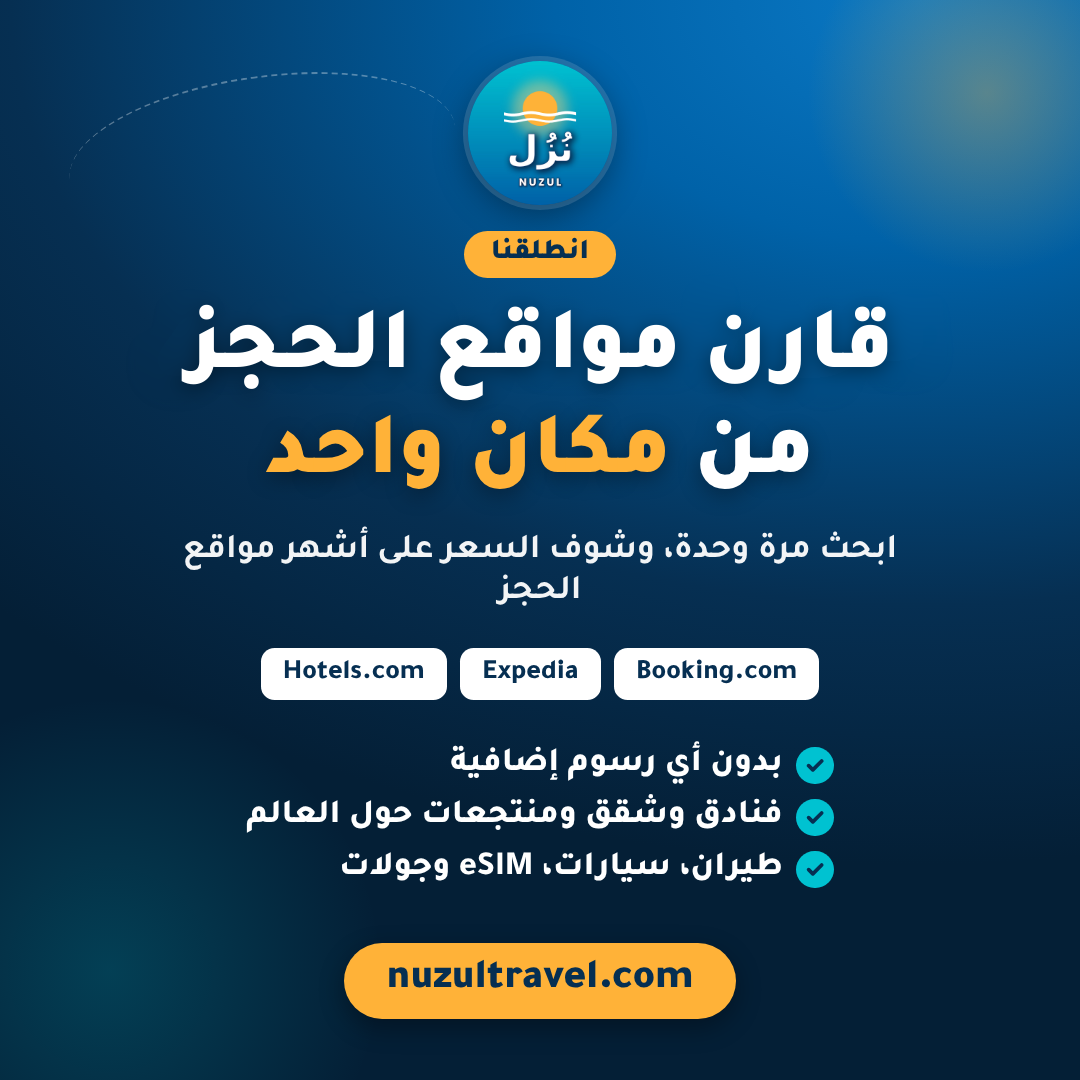 نُزُل
NUZUL
انطلقنا
قارن مواقع الحجز
من مكان واحد
ابحث مرة وحدة، وشوف السعر على أشهر مواقع
الحجز
Booking.com Expedia Hotels.com
بدون أي رسوم إضافية
فنادق وشقق ومنتجعات حول العالم
طيران، سيارات، eSIM وجولات
nuzultravel.com